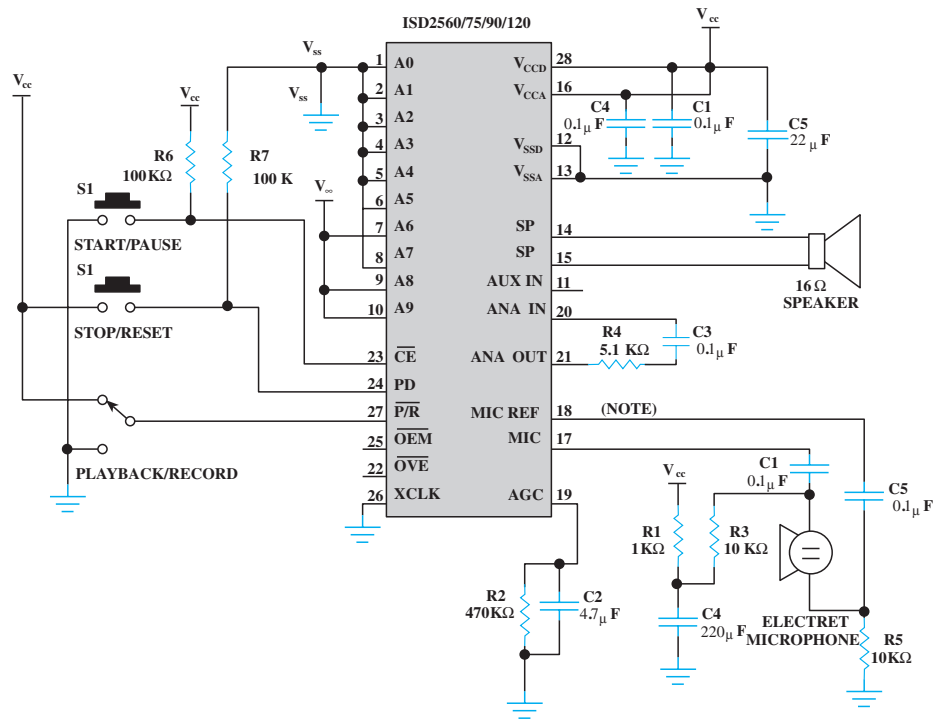 ISD2560/75/90/120
Vcc
Vss
Vss
Vcc
Vcc
R6
100KΩ
R7
100 K
S1
START/PAUSE
S1
STOP/RESET
PLAYBACK/RECORD
V∞
1 A0
2 A1
3 A2
4 A3
5 A4
6 A5
7 A6
8 A7
9 A8
10 A9
23 CE
24 PD
27 P/R
25 OEM
22 OVE
26 XCLK
VCCD 28
VCCA 16
VSSD 12
VSSA 13
SP 14
SP 15
AUX IN 11
ANA IN 20
ANA OUT 21
MIC REF 18 (NOTE)
MIC 17
AGC 19
C4
0.1μF
C1
0.1μF
C5
22μF
16Ω
SPEAKER
R4
5.1 KΩ
C3
0.1μF
C1
0.1μF
C5
0.1μF
Vcc
R1
1KΩ
R3
10 KΩ
C4
220μF
ELECTRET
MICROPHONE
R5
10KΩ
R2
470KΩ
C2
4.7μF